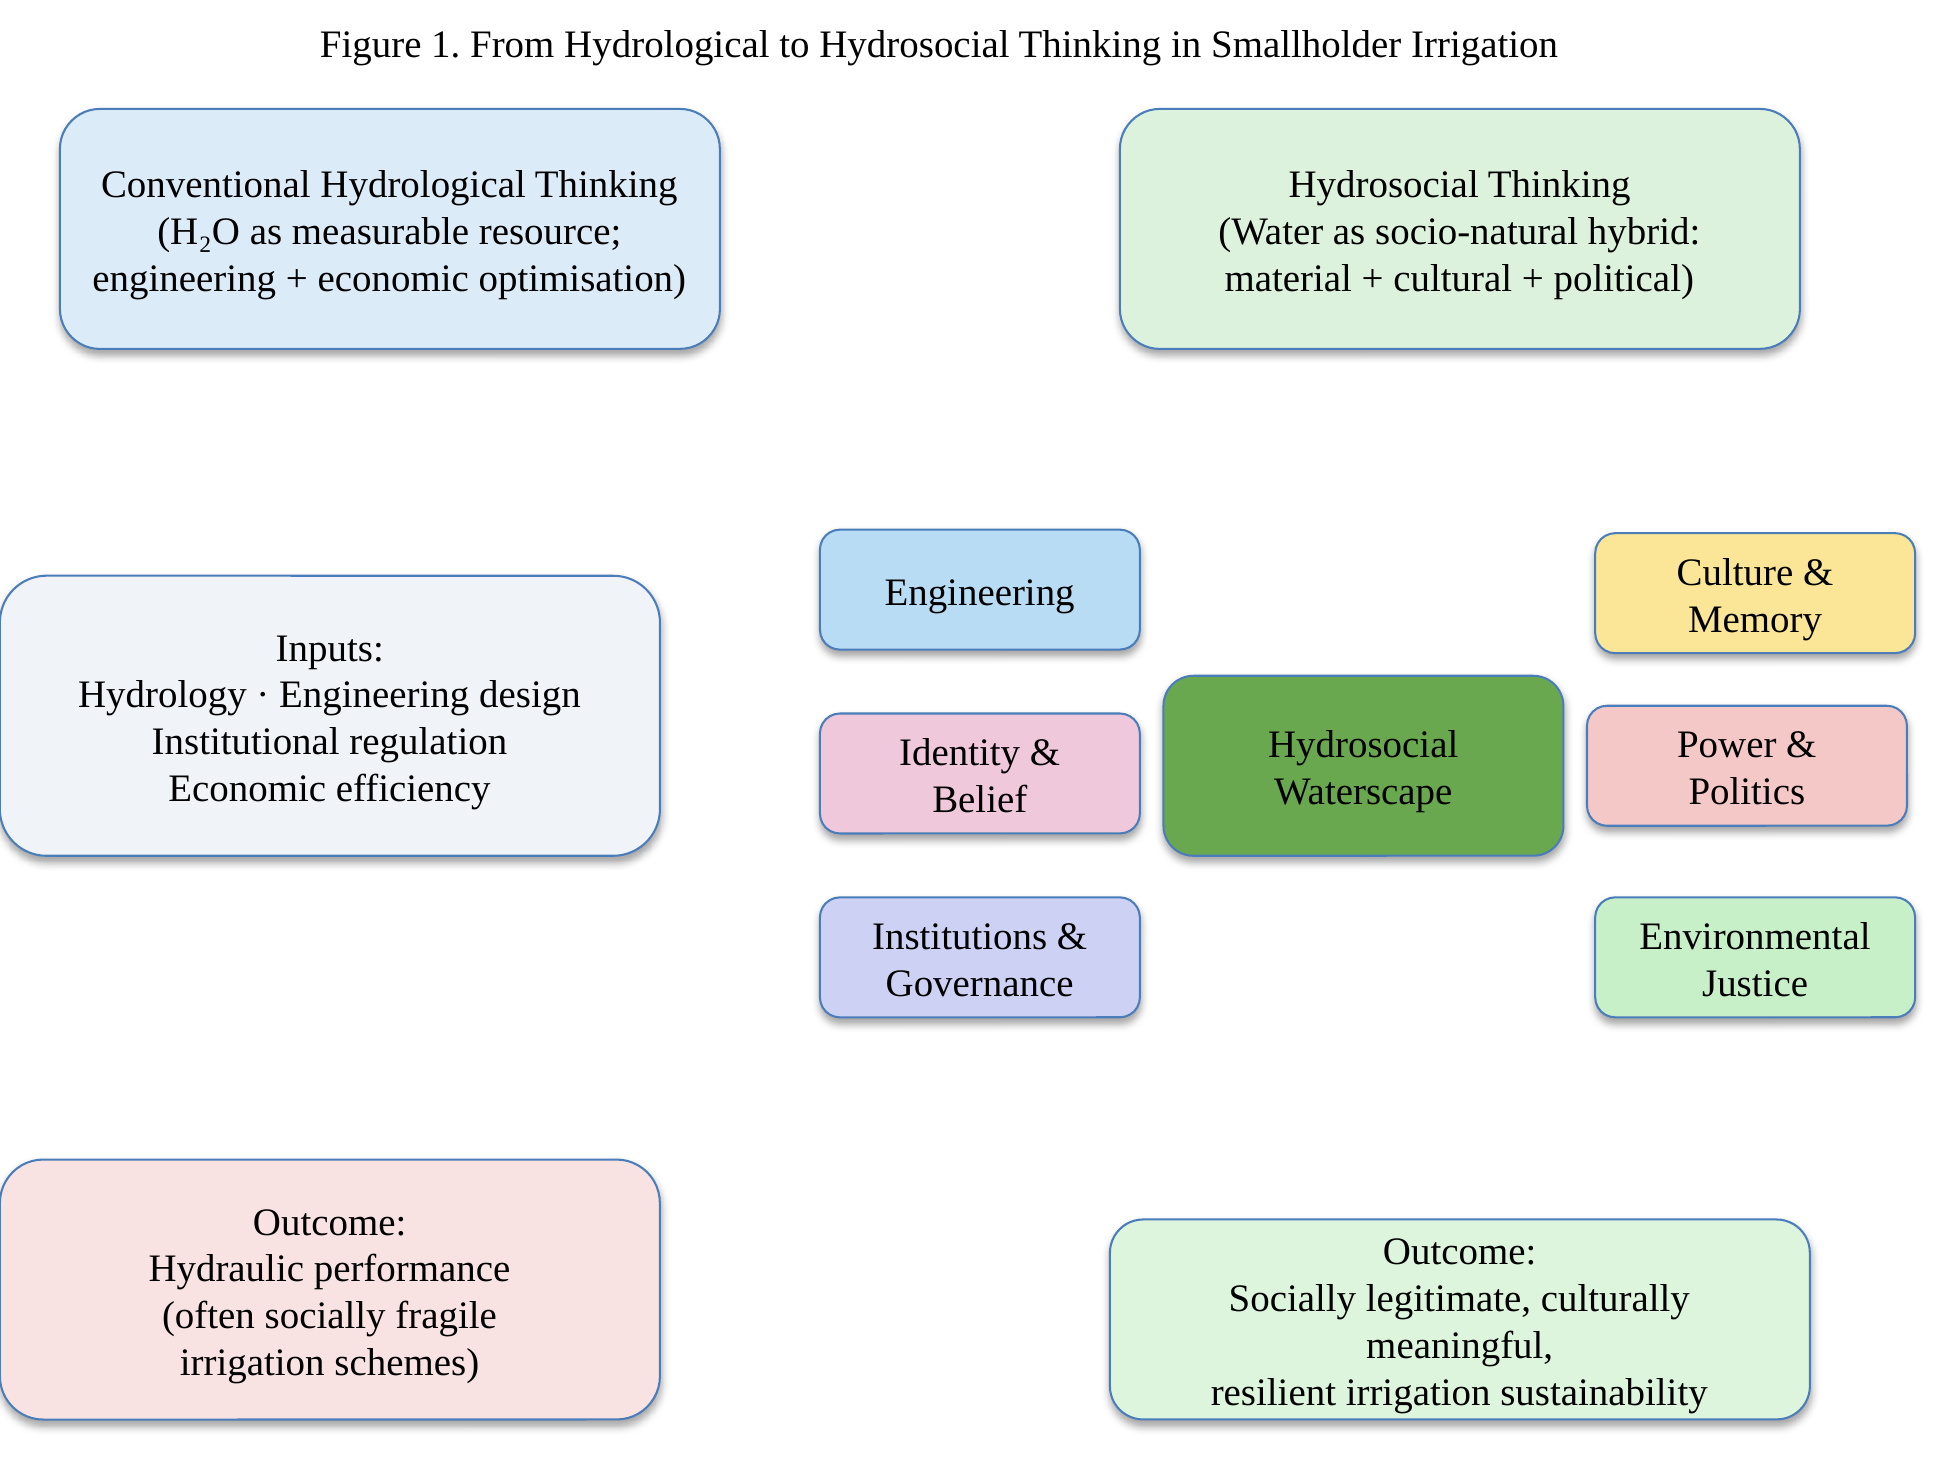 Figure 1. From Hydrological to Hydrosocial Thinking in Smallholder Irrigation
Conventional Hydrological Thinking
(H₂O as measurable resource;
engineering + economic optimisation)
Hydrosocial Thinking
(Water as socio-natural hybrid:
material + cultural + political)
Inputs:
Hydrology · Engineering design
Institutional regulation
Economic efficiency
Engineering
Identity &
Belief
Institutions &
Governance
Hydrosocial
Waterscape
Culture &
Memory
Power &
Politics
Environmental
Justice
Outcome:
Hydraulic performance
(often socially fragile
irrigation schemes)
Outcome:
Socially legitimate, culturally
meaningful,
resilient irrigation sustainability